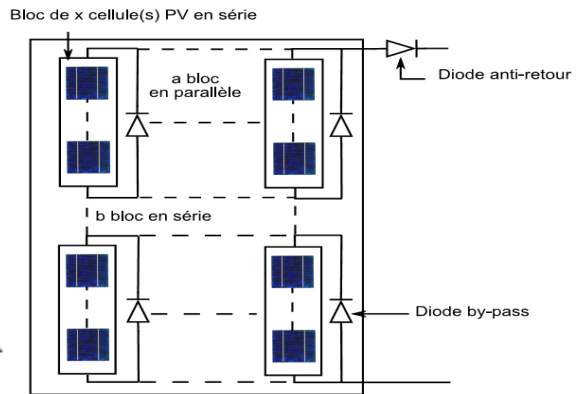 Bloc de x cellule(s) PV en série
a bloc
en parallèle
Diode anti-retour
b bloc en série
Diode by-pass